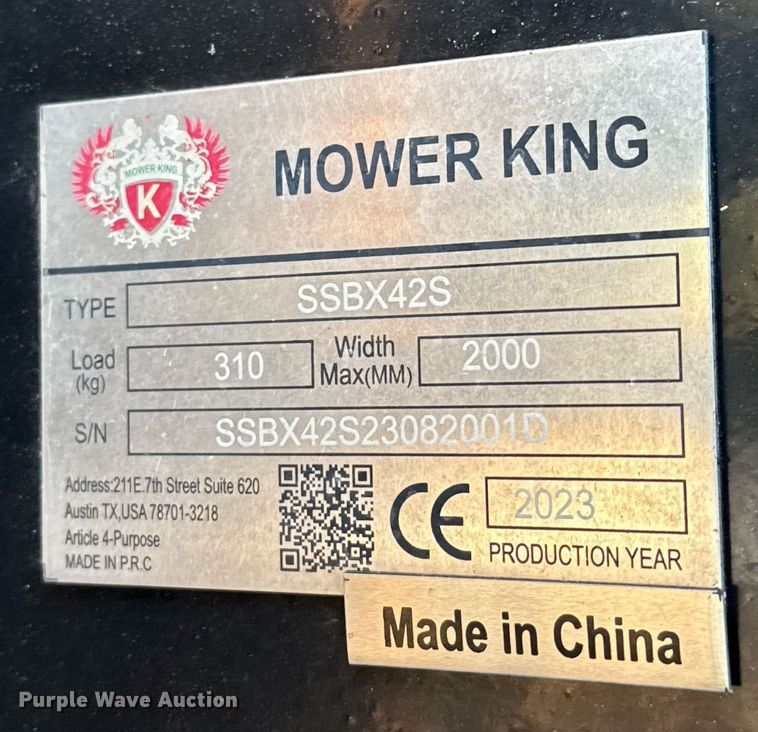 MOWER KING
K
MOWER KING
TYPE SSBX42S
Load (kg) 310 Width Max(MM) 2000
S/N SSBX42S23082001D
Address:211E.7th Street Suite 620
Austin TX,USA 78701-3218
Article 4-Purpose
MADE IN P.R.C
CE
2023
PRODUCTION YEAR
Made in China
Purple Wave Auction